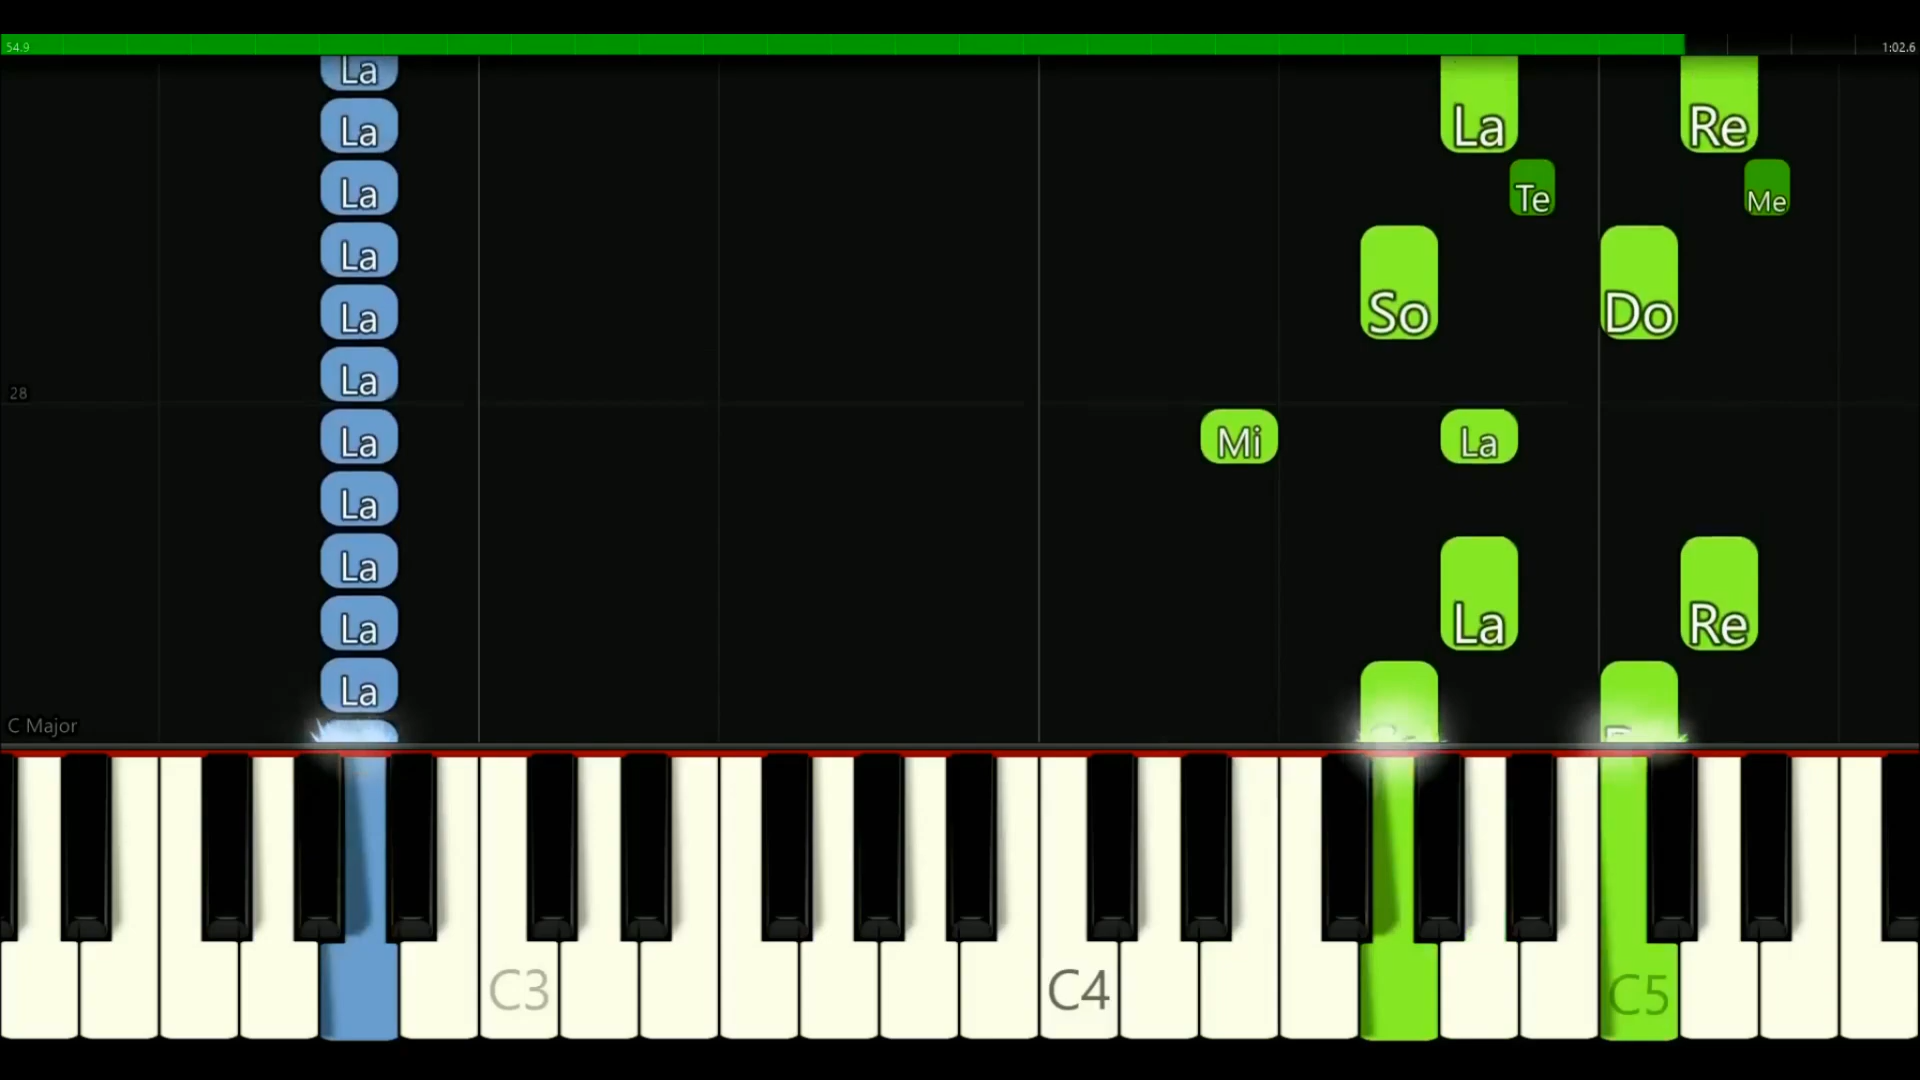 54.9 1:02.6
La La Re
La
La Te Me
La
La So Do
La
28
La Mi La
La
La
La La Re
La
C Major
C3 C4 C5